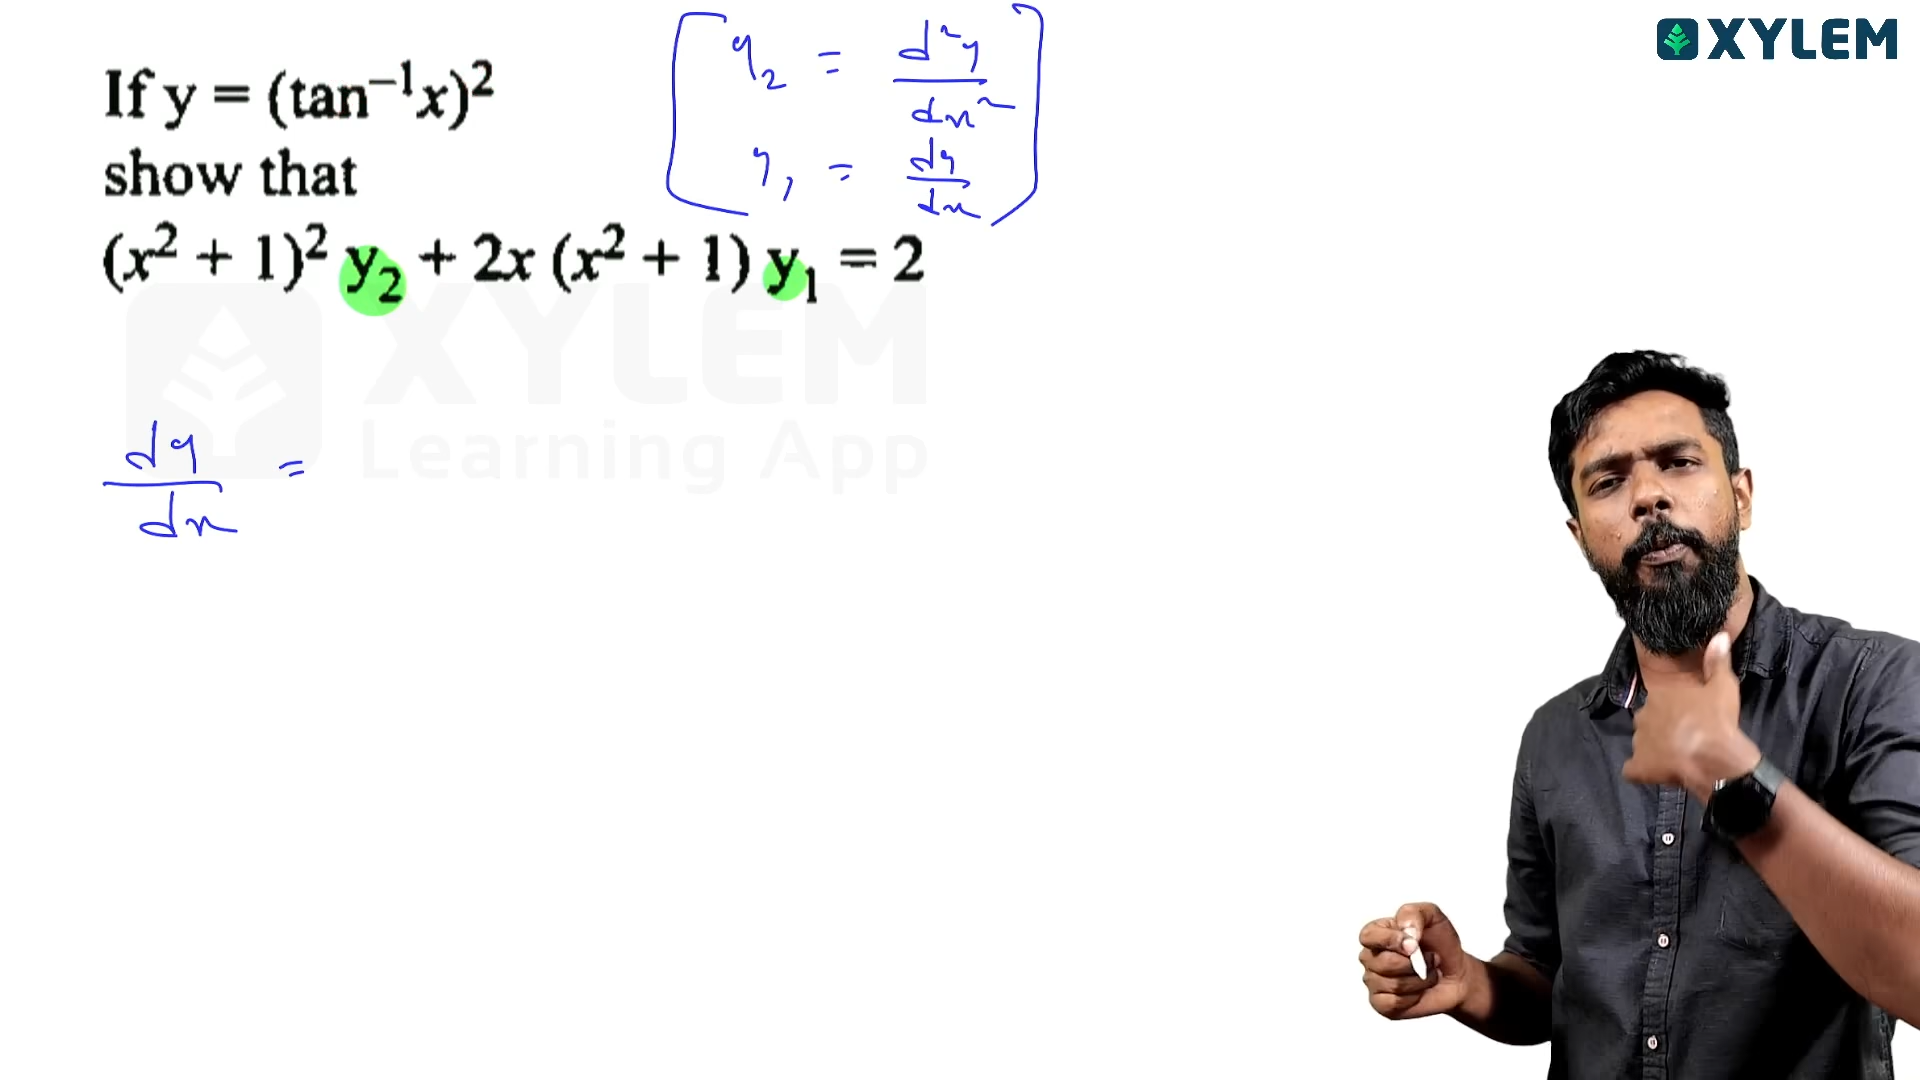 XYLEM
If y = (tan⁻¹x)²
show that
(x² + 1)² y₂ + 2x (x² + 1) y₁ = 2
y₂ = d²y/dx²
y₁ = dy/dx
XYLEM
Learning App
dy/dx =